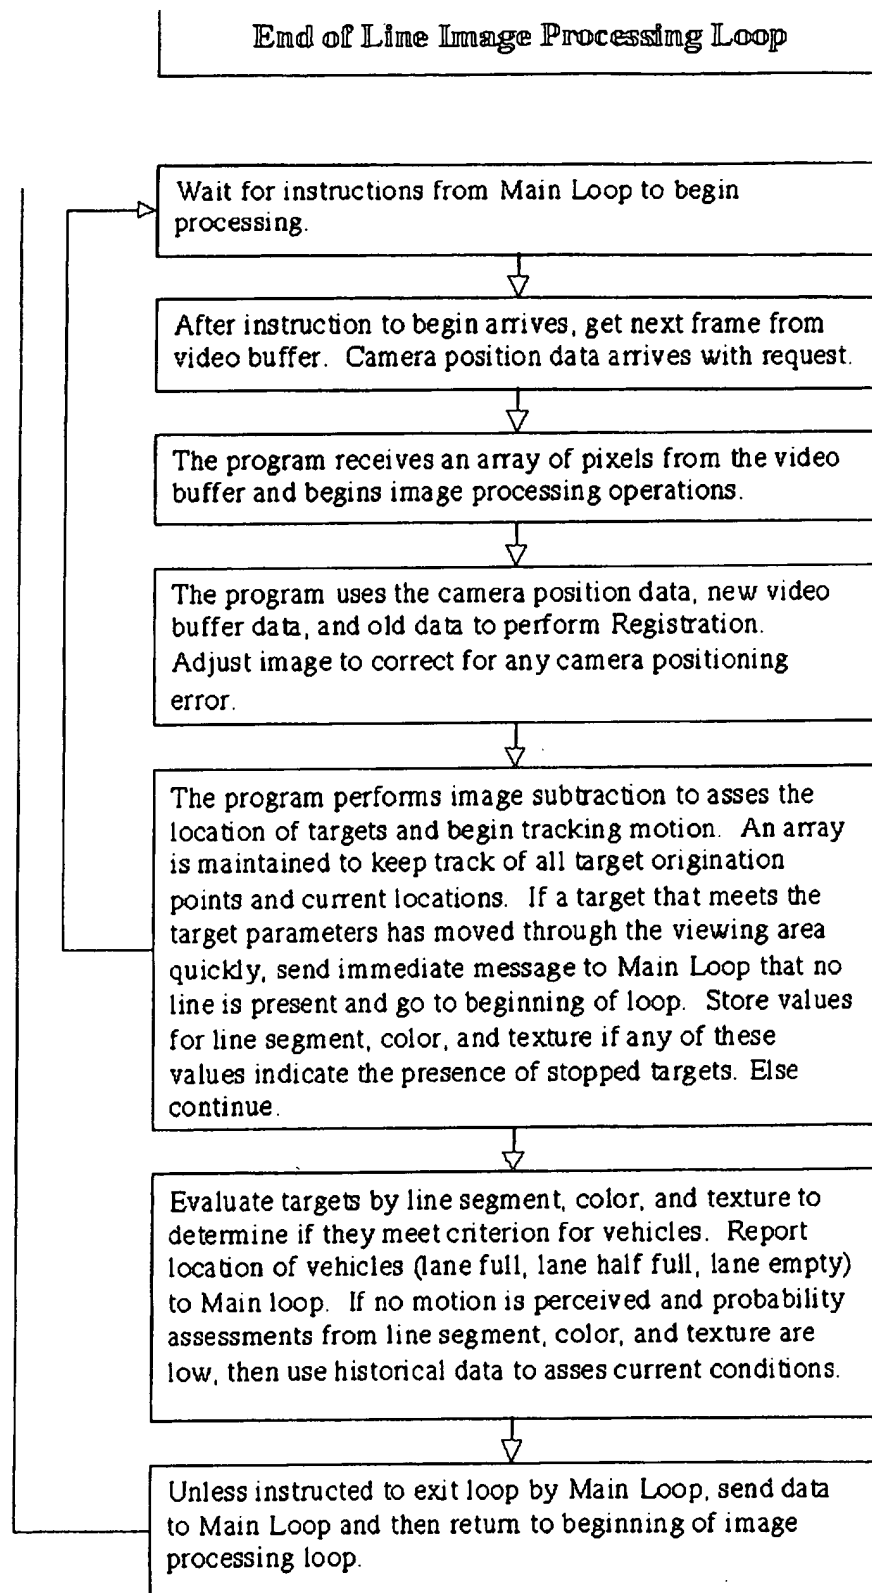 End of Line Image Processing Loop
Wait for instructions from Main Loop to begin
processing.
After instruction to begin arrives, get next frame from
video buffer. Camera position data arrives with request.
The program receives an array of pixels from the video
buffer and begins image processing operations.
The program uses the camera position data, new video
buffer data, and old data to perform Registration.
Adjust image to correct for any camera positioning
error.
The program performs image subtraction to asses the
location of targets and begin tracking motion. An array
is maintained to keep track of all target origination
points and current locations. If a target that meets the
target parameters has moved through the viewing area
quickly, send immediate message to Main Loop that no
line is present and go to beginning of loop. Store values
for line segment, color, and texture if any of these
values indicate the presence of stopped targets. Else
continue.
Evaluate targets by line segment, color, and texture to
determine if they meet criterion for vehicles. Report
location of vehicles (lane full, lane half full, lane empty)
to Main loop. If no motion is perceived and probability
assessments from line segment, color, and texture are
low, then use historical data to asses current conditions.
Unless instructed to exit loop by Main Loop, send data
to Main Loop and then return to beginning of image
processing loop.